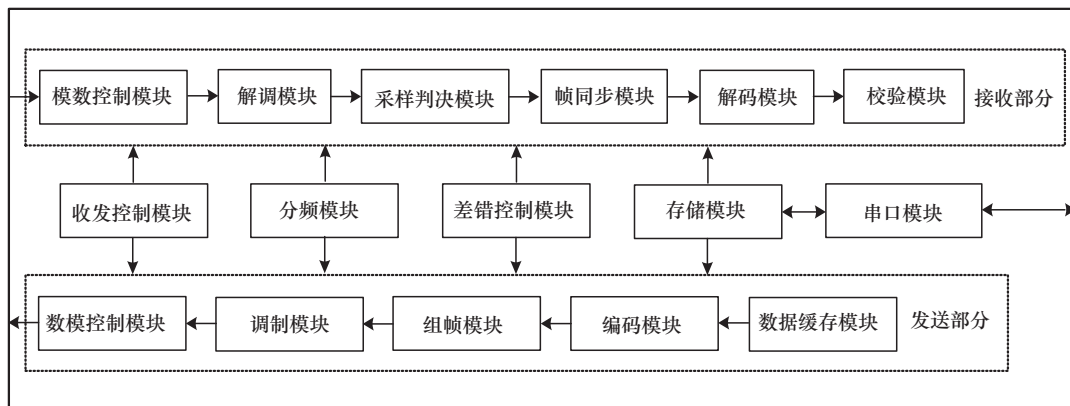 模数控制模块
解调模块
采样判决模块
帧同步模块
解码模块
校验模块
接收部分
收发控制模块
分频模块
差错控制模块
存储模块
串口模块
数模控制模块
调制模块
组帧模块
编码模块
数据缓存模块
发送部分